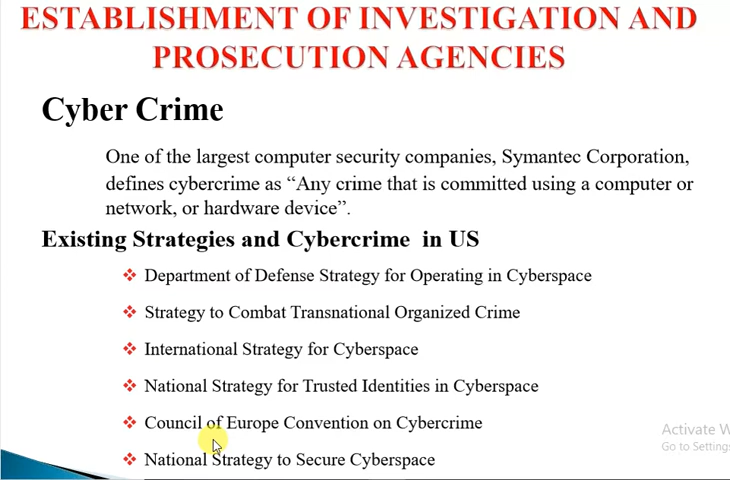 ESTABLISHMENT OF INVESTIGATION AND
PROSECUTION AGENCIES
Cyber Crime
One of the largest computer security companies, Symantec Corporation,
defines cybercrime as “Any crime that is committed using a computer or
network, or hardware device”.
Existing Strategies and Cybercrime in US
❖ Department of Defense Strategy for Operating in Cyberspace
❖ Strategy to Combat Transnational Organized Crime
❖ International Strategy for Cyberspace
❖ National Strategy for Trusted Identities in Cyberspace
❖ Council of Europe Convention on Cybercrime
❖ National Strategy to Secure Cyberspace
Activate W
Go to Settings